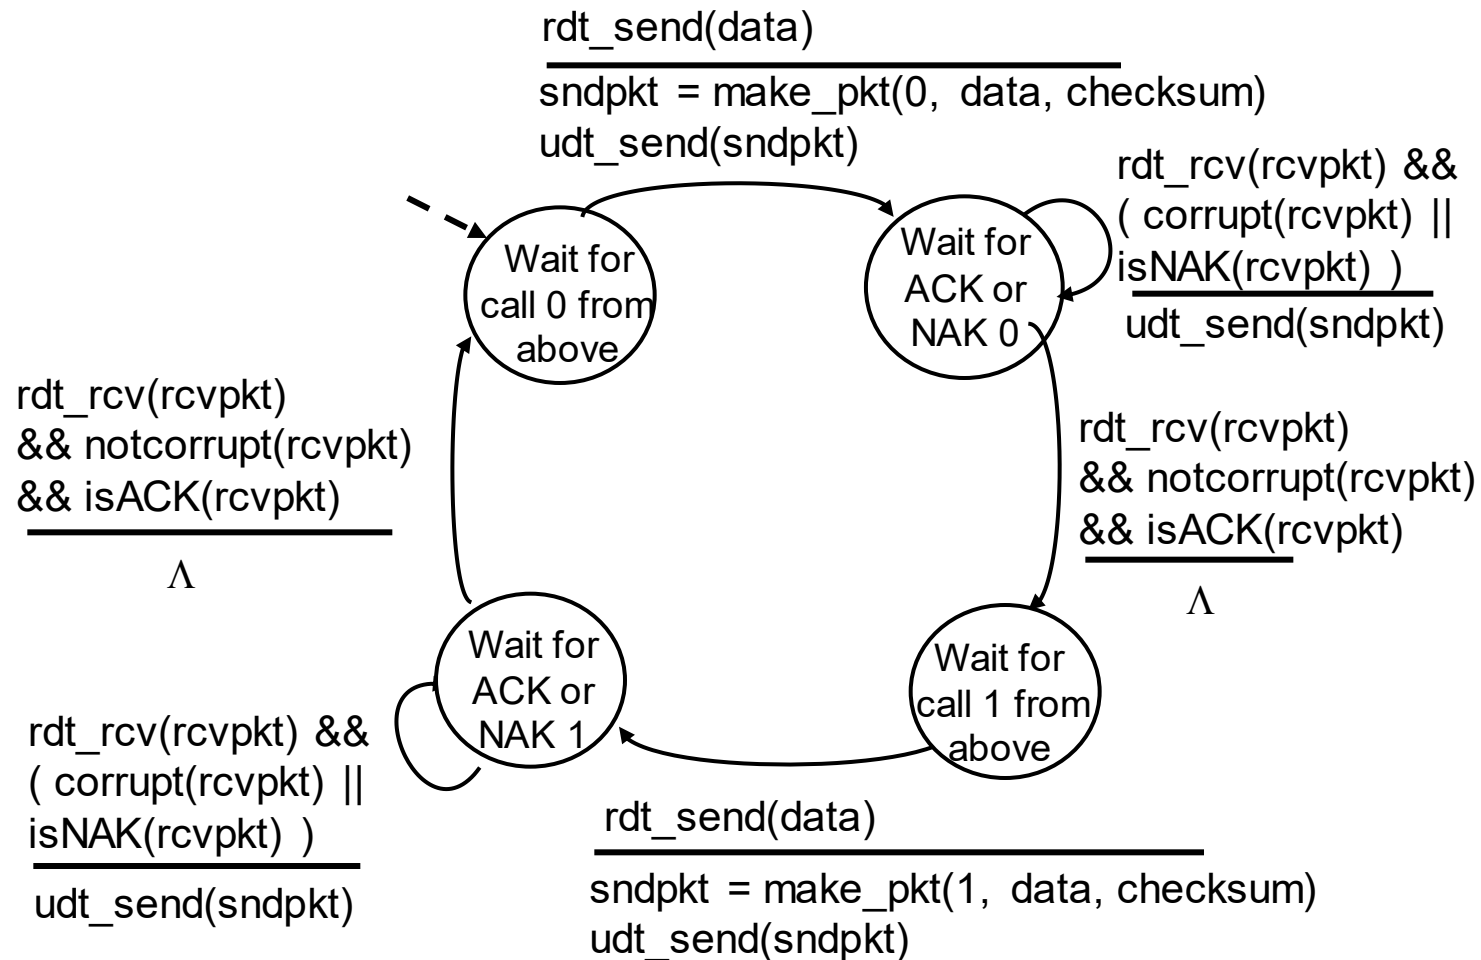 rdt_send(data)
sndpkt = make_pkt(0, data, checksum)
udt_send(sndpkt)
rdt_rcv(rcvpkt) &&
( corrupt(rcvpkt) ||
isNAK(rcvpkt) )
udt_send(sndpkt)
Wait for
call 0 from
above
Wait for
ACK or
NAK 0
rdt_rcv(rcvpkt)
&& notcorrupt(rcvpkt)
&& isACK(rcvpkt)
Λ
rdt_rcv(rcvpkt)
&& notcorrupt(rcvpkt)
&& isACK(rcvpkt)
Λ
Wait for
ACK or
NAK 1
Wait for
call 1 from
above
rdt_rcv(rcvpkt) &&
( corrupt(rcvpkt) ||
isNAK(rcvpkt) )
udt_send(sndpkt)
rdt_send(data)
sndpkt = make_pkt(1, data, checksum)
udt_send(sndpkt)